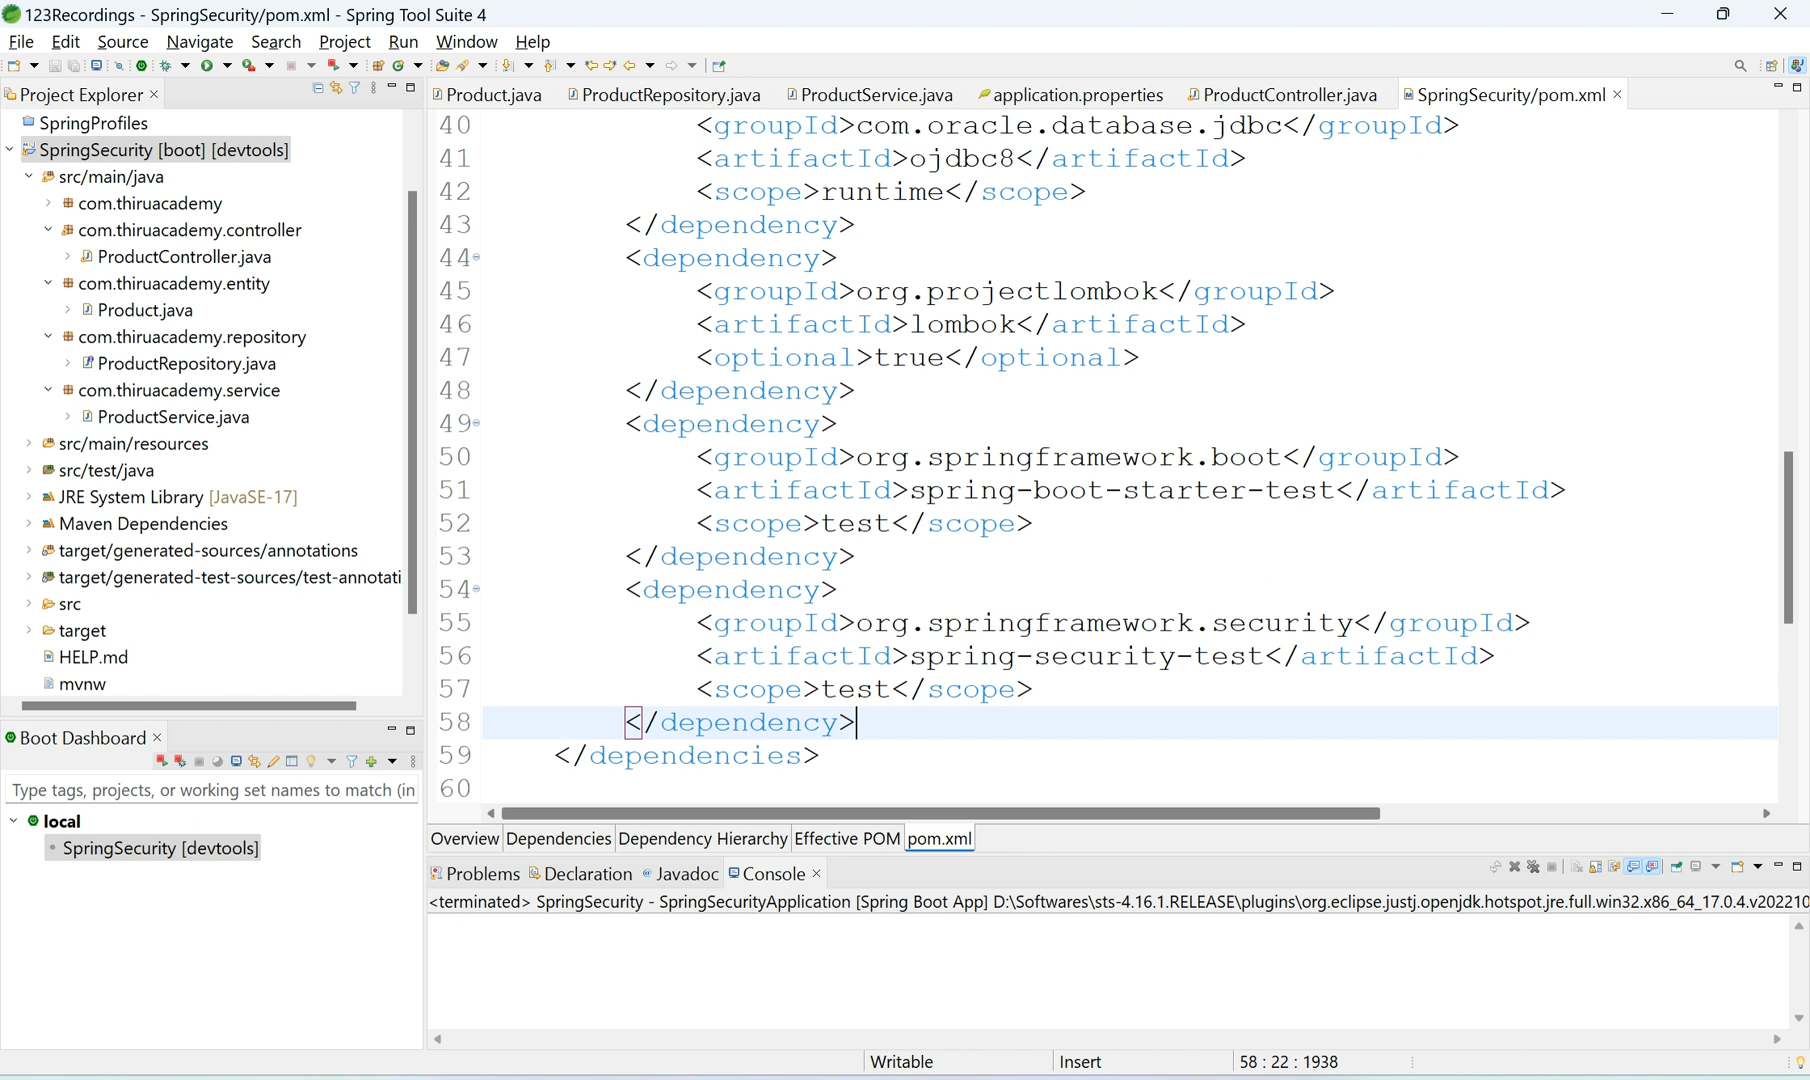 123Recordings - SpringSecurity/pom.xml - Spring Tool Suite 4
File Edit Source Navigate Search Project Run Window Help
Project Explorer
SpringProfiles
SpringSecurity [boot] [devtools]
src/main/java
com.thiruacademy
com.thiruacademy.controller
ProductController.java
com.thiruacademy.entity
Product.java
com.thiruacademy.repository
ProductRepository.java
com.thiruacademy.service
ProductService.java
src/main/resources
src/test/java
JRE System Library [JavaSE-17]
Maven Dependencies
target/generated-sources/annotations
target/generated-test-sources/test-annotati
src
target
HELP.md
mvnw
Boot Dashboard
Type tags, projects, or working set names to match (in
local
SpringSecurity [devtools]
Product.java ProductRepository.java ProductService.java application.properties ProductController.java SpringSecurity/pom.xml
40 <groupId>com.oracle.database.jdbc</groupId>
41 <artifactId>ojdbc8</artifactId>
42 <scope>runtime</scope>
43 </dependency>
44 <dependency>
45 <groupId>org.projectlombok</groupId>
46 <artifactId>lombok</artifactId>
47 <optional>true</optional>
48 </dependency>
49 <dependency>
50 <groupId>org.springframework.boot</groupId>
51 <artifactId>spring-boot-starter-test</artifactId>
52 <scope>test</scope>
53 </dependency>
54 <dependency>
55 <groupId>org.springframework.security</groupId>
56 <artifactId>spring-security-test</artifactId>
57 <scope>test</scope>
58 </dependency>
59 </dependencies>
60
Overview Dependencies Dependency Hierarchy Effective POM pom.xml
Problems Declaration Javadoc Console
<terminated> SpringSecurity - SpringSecurityApplication [Spring Boot App] D:\Softwares\sts-4.16.1.RELEASE\plugins\org.eclipse.justj.openjdk.hotspot.jre.full.win32.x86_64_17.0.4.v202210
Writable Insert 58 : 22 : 1938